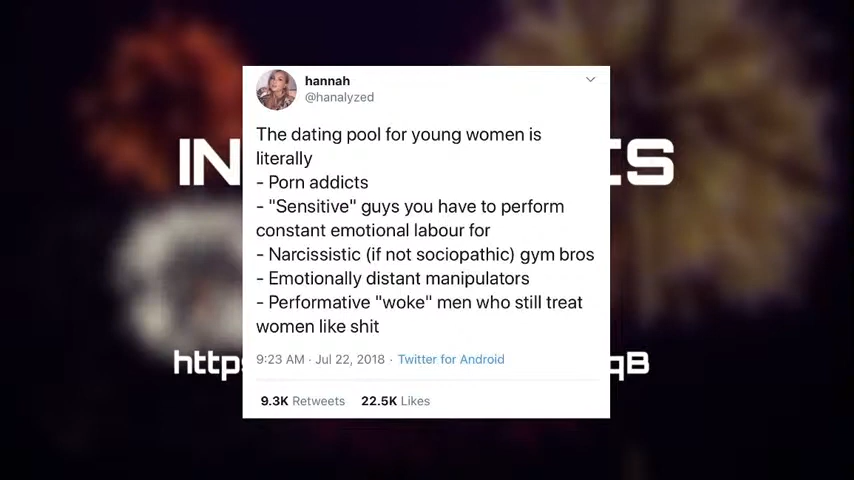 hannah
@hanalyzed
The dating pool for young women is
literally
- Porn addicts
- "Sensitive" guys you have to perform
constant emotional labour for
- Narcissistic (if not sociopathic) gym bros
- Emotionally distant manipulators
- Performative "woke" men who still treat
women like shit
9:23 AM · Jul 22, 2018 · Twitter for Android
9.3K Retweets 22.5K Likes